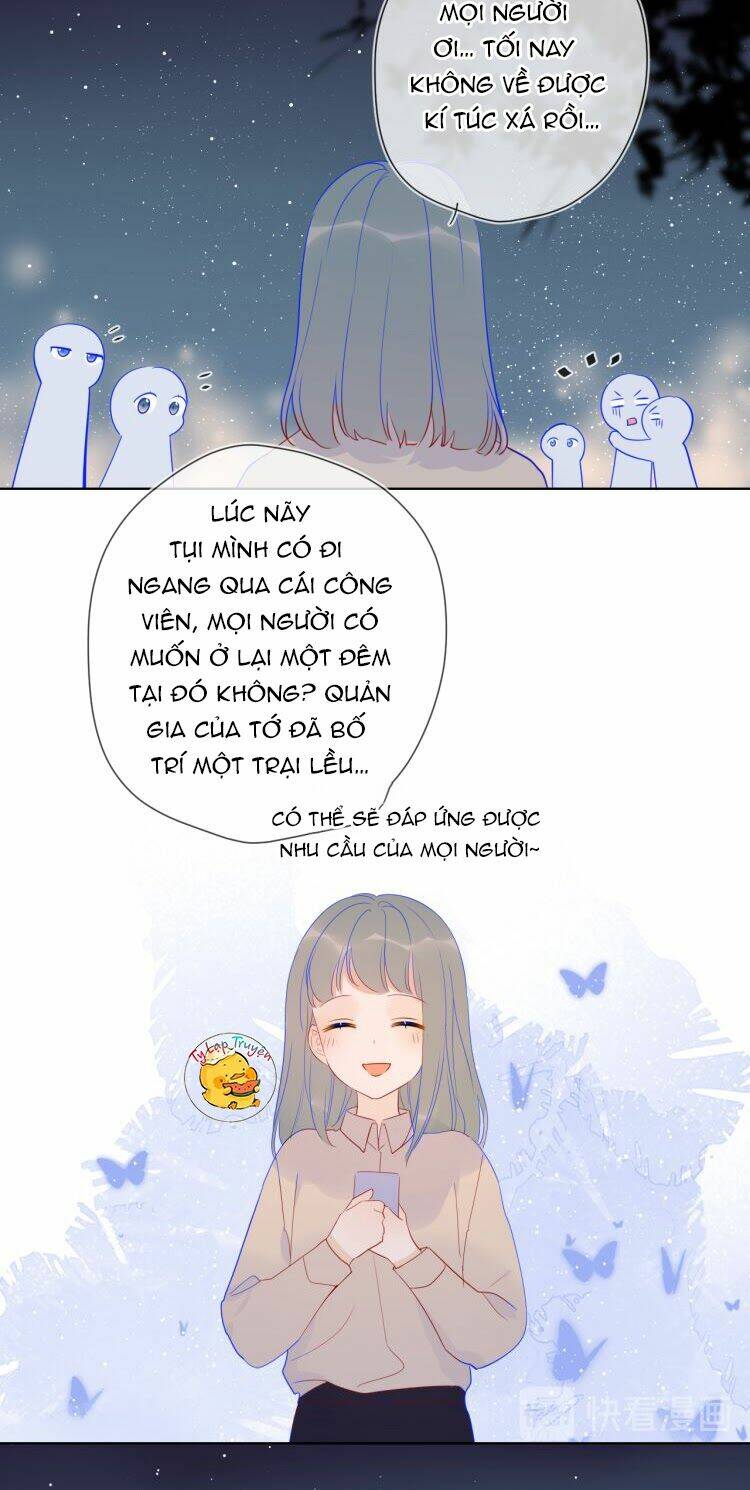 MỌI NGƯỜI
ƠI... TỐI NAY
KHÔNG VỀ ĐƯỢC
KÍ TÚC XÁ RỒI...
LÚC NÃY
TỤI MÌNH CÓ ĐI
NGANG QUA CÁI CÔNG
VIÊN, MỌI NGƯỜI CÓ
MUỐN Ở LẠI MỘT ĐÊM
TẠI ĐÓ KHÔNG? QUẢN
GIA CỦA TỚ ĐÃ BỐ
TRÍ MỘT TRẠI LỀU...
CÓ THỂ SẼ ĐÁP ỨNG ĐƯỢC
NHU CẦU CỦA MỌI NGƯỜI~
Ty Lạp Truyện
快看漫画